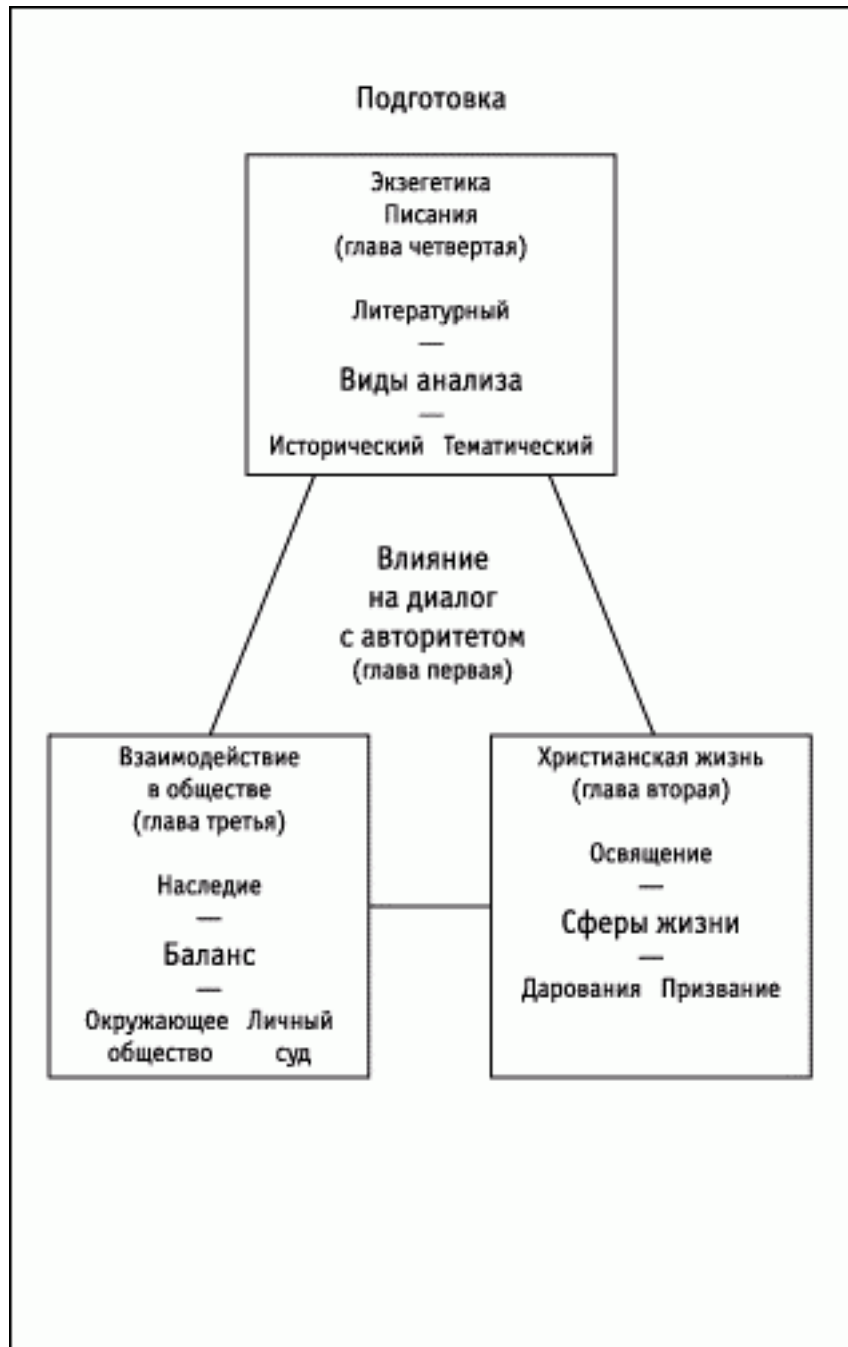 Подготовка
Экзегетика
Писания
(глава четвертая)
Литературный
—
Виды анализа
—
Исторический Тематический
Влияние
на диалог
с авторитетом
(глава первая)
Взаимодействие
в обществе
(глава третья)
Наследие
—
Баланс
—
Окружающее Личный
общество суд
Христианская жизнь
(глава вторая)
Освящение
—
Сферы жизни
—
Дарования Призвание